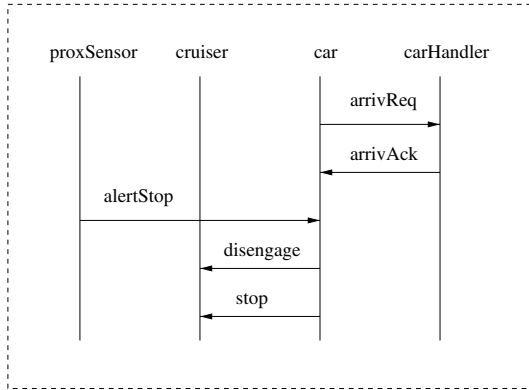 proxSensor cruiser car carHandler
arrivReq
arrivAck
alertStop
disengage
stop